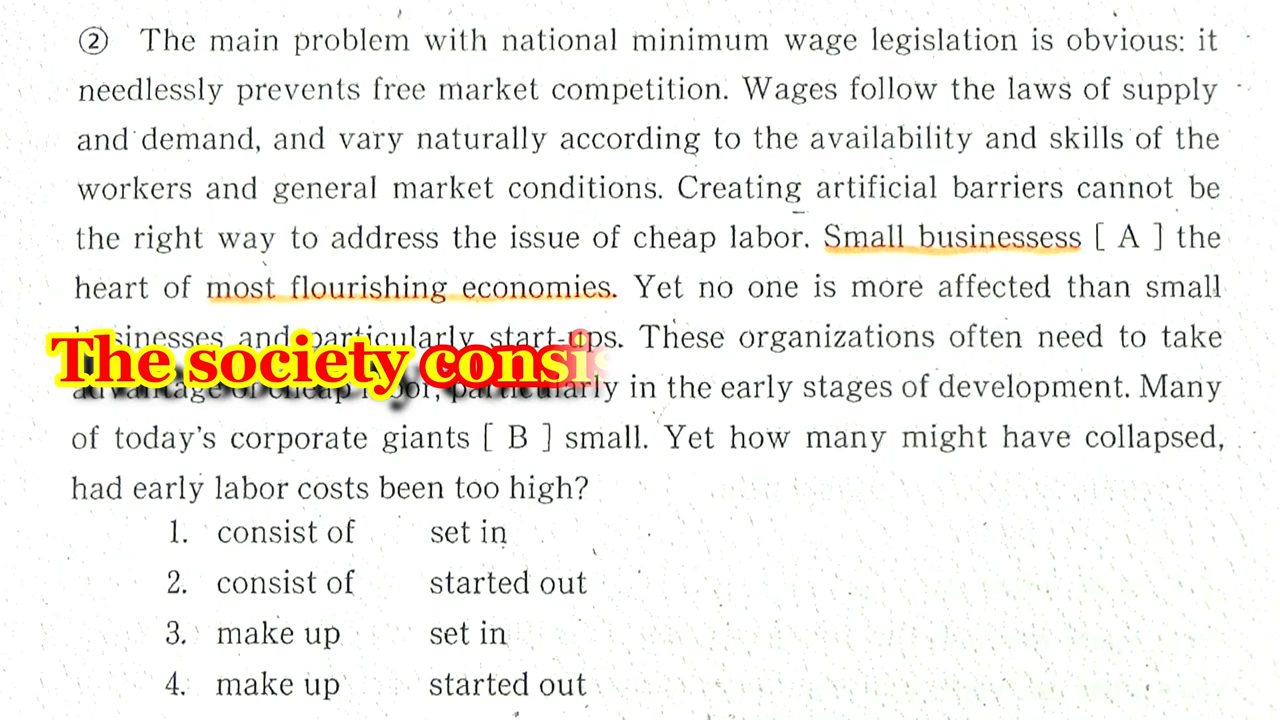 ② The main problem with national minimum wage legislation is obvious: it
needlessly prevents free market competition. Wages follow the laws of supply
and demand, and vary naturally according to the availability and skills of the
workers and general market conditions. Creating artificial barriers cannot be
the right way to address the issue of cheap labor. Small businessess [ A ] the
heart of most flourishing economies. Yet no one is more affected than small
businesses and particularly start-ups. These organizations often need to take
The society consis
advantage of cheap labor, particularly in the early stages of development. Many
of today's corporate giants [ B ] small. Yet how many might have collapsed,
had early labor costs been too high?
1. consist of set in
2. consist of started out
3. make up set in
4. make up started out